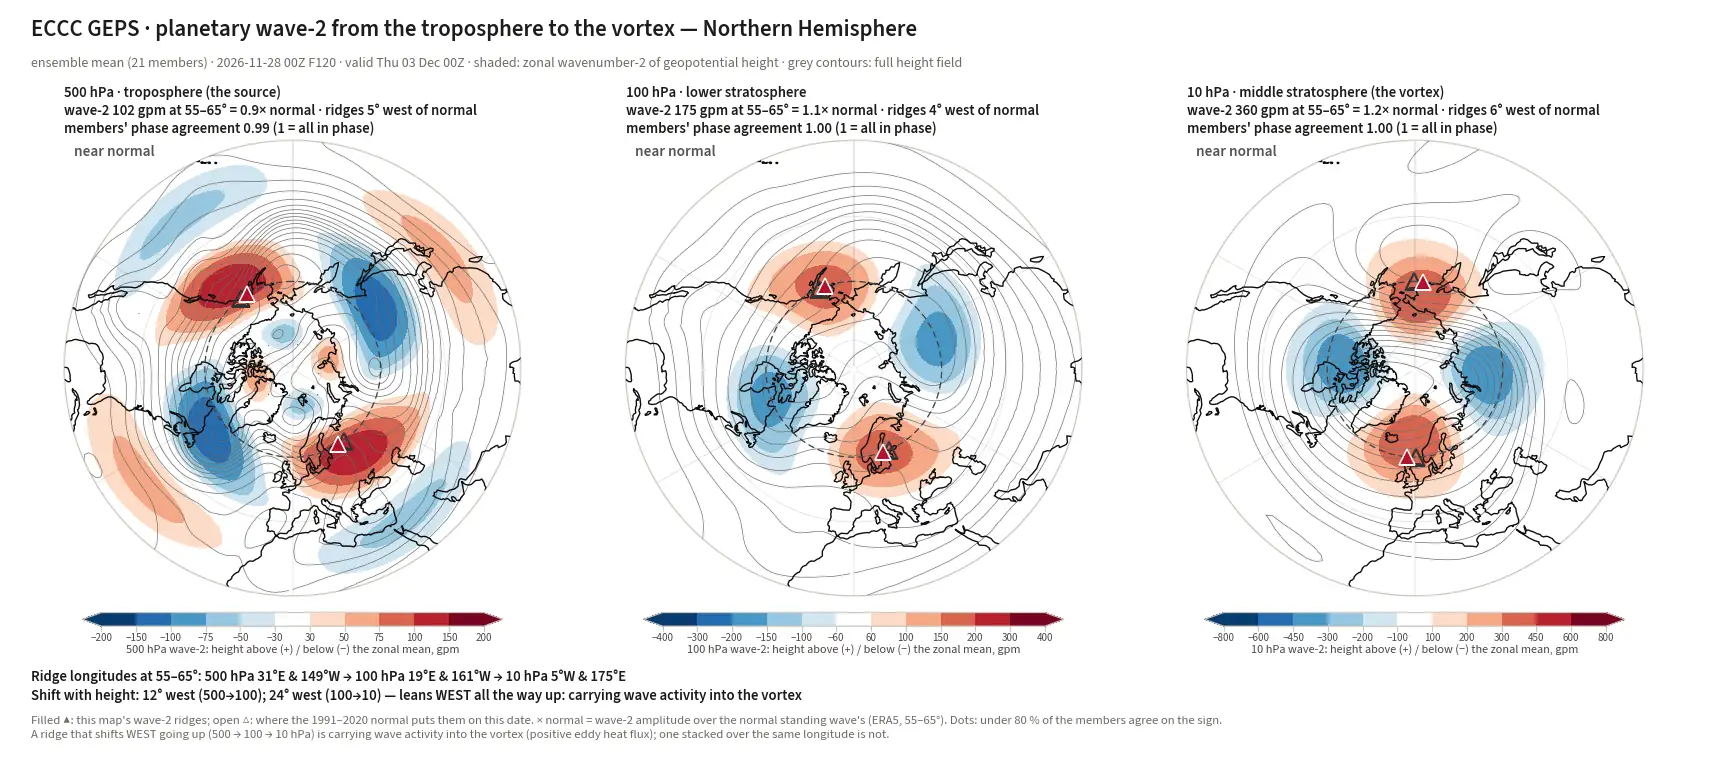 ECCC GEPS · planetary wave-2 from the troposphere to the vortex — Northern Hemisphere
ensemble mean (21 members) · 2026-11-28 00Z F120 · valid Thu 03 Dec 00Z · shaded: zonal wavenumber-2 of geopotential height · grey contours: full height field
500 hPa · troposphere (the source)
wave-2 102 gpm at 55–65° = 0.9× normal · ridges 5° west of normal
members' phase agreement 0.99 (1 = all in phase)
near normal
100 hPa · lower stratosphere
wave-2 175 gpm at 55–65° = 1.1× normal · ridges 4° west of normal
members' phase agreement 1.00 (1 = all in phase)
near normal
10 hPa · middle stratosphere (the vortex)
wave-2 360 gpm at 55–65° = 1.2× normal · ridges 6° west of normal
members' phase agreement 1.00 (1 = all in phase)
near normal
−200 −150 −100 −75 −50 −30 30 50 75 100 150 200
500 hPa wave-2: height above (+) / below (−) the zonal mean, gpm
−400 −300 −200 −150 −100 −60 60 100 150 200 300 400
100 hPa wave-2: height above (+) / below (−) the zonal mean, gpm
−800 −600 −450 −300 −200 −100 100 200 300 450 600 800
10 hPa wave-2: height above (+) / below (−) the zonal mean, gpm
Ridge longitudes at 55–65°: 500 hPa 31°E & 149°W → 100 hPa 19°E & 161°W → 10 hPa 5°W & 175°E
Shift with height: 12° west (500→100); 24° west (100→10) — leans WEST all the way up: carrying wave activity into the vortex
Filled ▲: this map's wave-2 ridges; open △: where the 1991–2020 normal puts them on this date. × normal = wave-2 amplitude over the normal standing wave's (ERA5, 55–65°). Dots: under 80 % of the members agree on the sign.
A ridge that shifts WEST going up (500 → 100 → 10 hPa) is carrying wave activity into the vortex (positive eddy heat flux); one stacked over the same longitude is not.